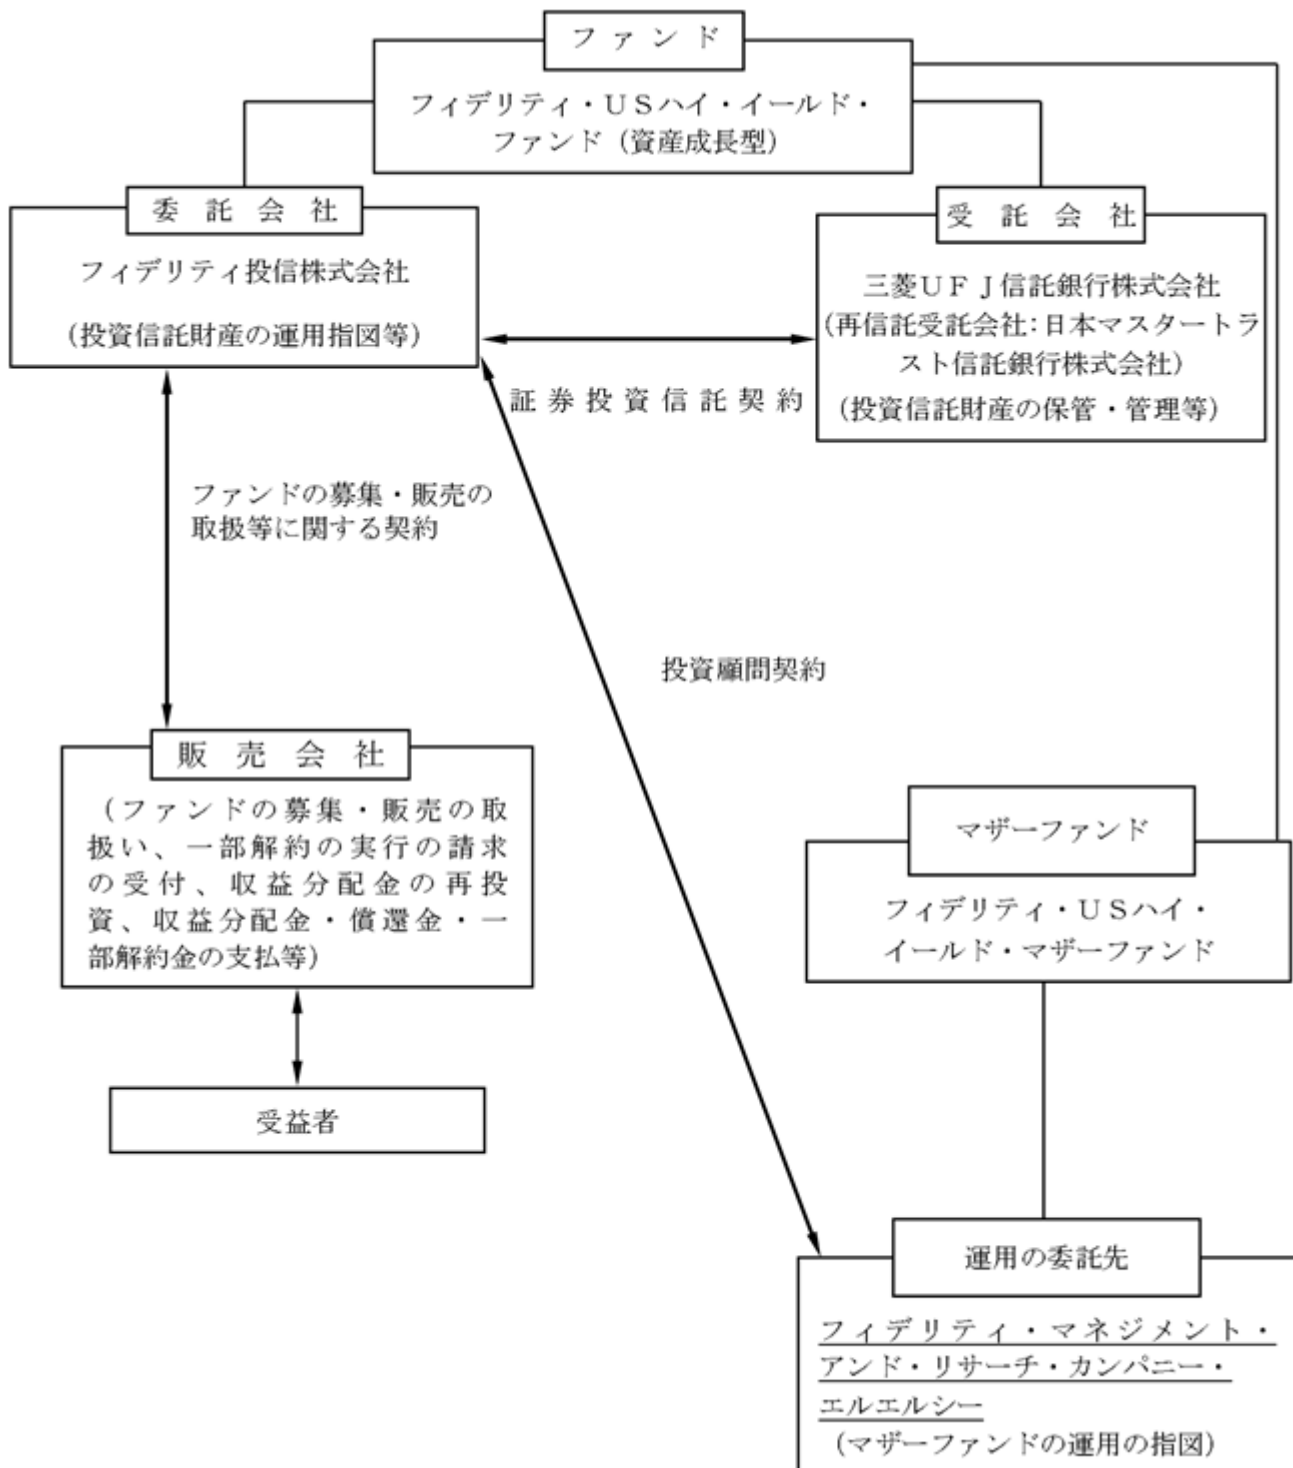 ファンド
フィデリティ・ＵＳハイ・イールド・
ファンド（資産成長型）
委託会社
フィデリティ投信株式会社
（投資信託財産の運用指図等）
受託会社
三菱ＵＦＪ信託銀行株式会社
（再信託受託会社：日本マスタートラ
スト信託銀行株式会社）
（投資信託財産の保管・管理等）
証券投資信託契約
ファンドの募集・販売の
取扱等に関する契約
投資顧問契約
販売会社
（ファンドの募集・販売の取
扱い、一部解約の実行の請求
の受付、収益分配金の再投
資、収益分配金・償還金・一
部解約金の支払等）
受益者
マザーファンド
フィデリティ・ＵＳハイ・
イールド・マザーファンド
運用の委託先
フィデリティ・マネジメント・
アンド・リサーチ・カンパニー・
エルエルシー
（マザーファンドの運用の指図）